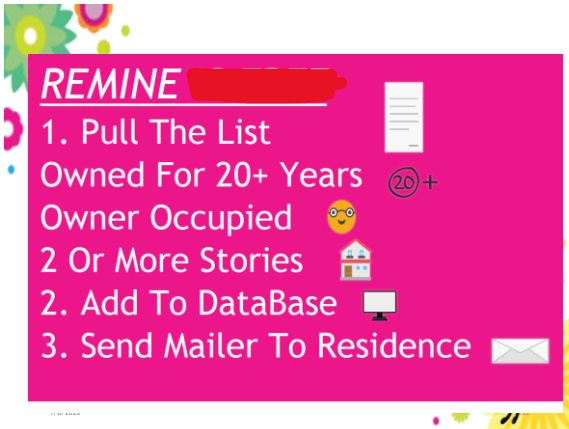 REMINE
1. Pull The List
Owned For 20+ Years
20+
Owner Occupied
2 Or More Stories
2. Add To DataBase
3. Send Mailer To Residence